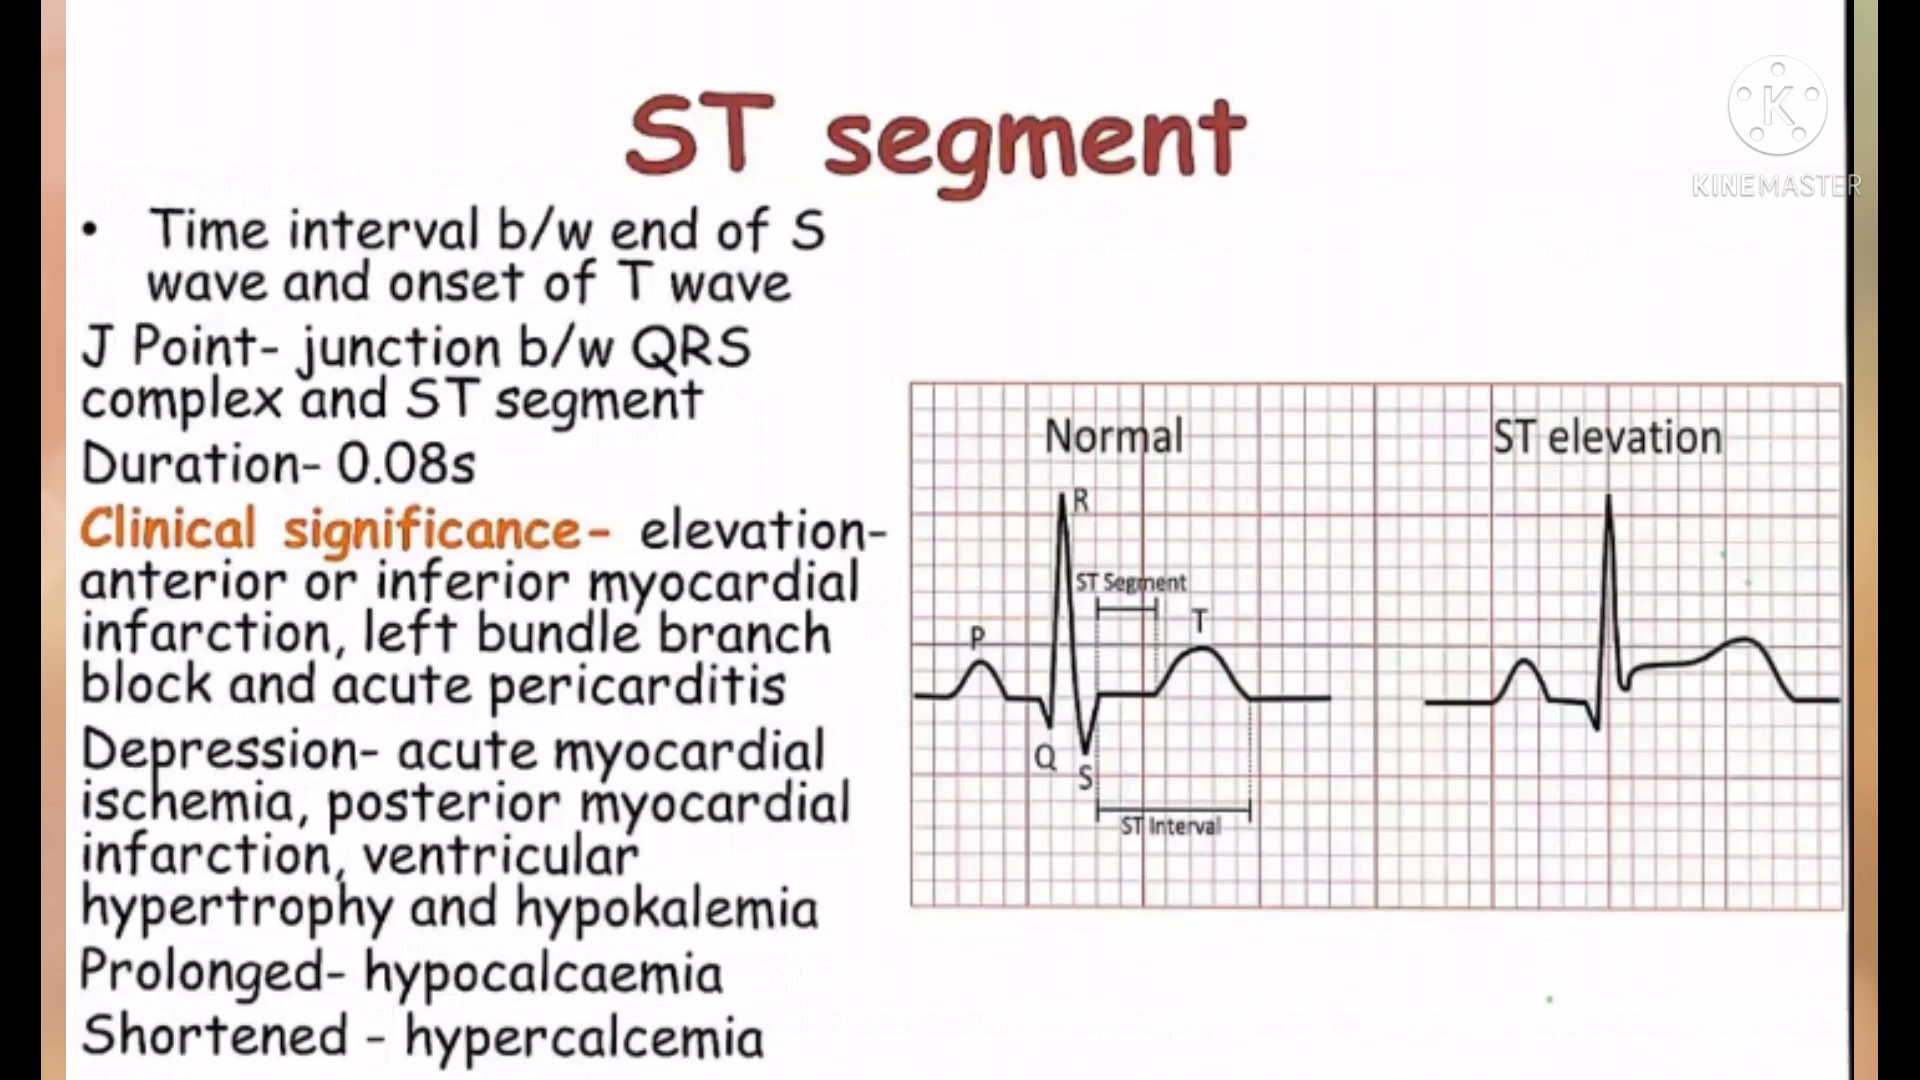 ST segment
K
KINEMASTER
• Time interval b/w end of S
wave and onset of T wave
J Point- junction b/w QRS
complex and ST segment
Duration- 0.08s
Clinical significance- elevation-
anterior or inferior myocardial
infarction, left bundle branch
block and acute pericarditis
Depression- acute myocardial
ischemia, posterior myocardial
infarction, ventricular
hypertrophy and hypokalemia
Prolonged- hypocalcaemia
Shortened - hypercalcemia
Normal
R
ST Segment
P
T
Q
S
ST Interval
ST elevation